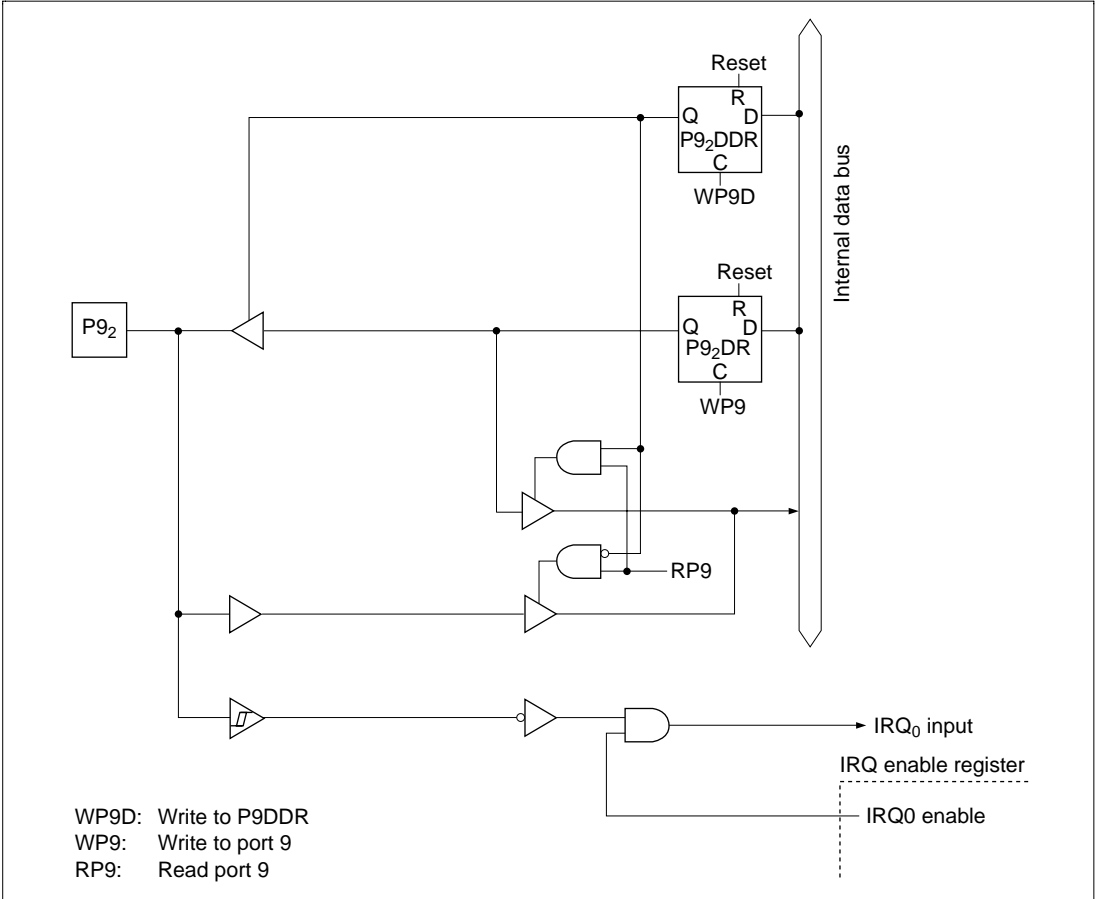 Reset
R
Q D
P9₂DDR
C
WP9D
Internal data bus
Reset
R
P9₂
Q D
P9₂DR
C
WP9
RP9
IRQ₀ input
IRQ enable register
IRQ0 enable
WP9D: Write to P9DDR
WP9: Write to port 9
RP9: Read port 9